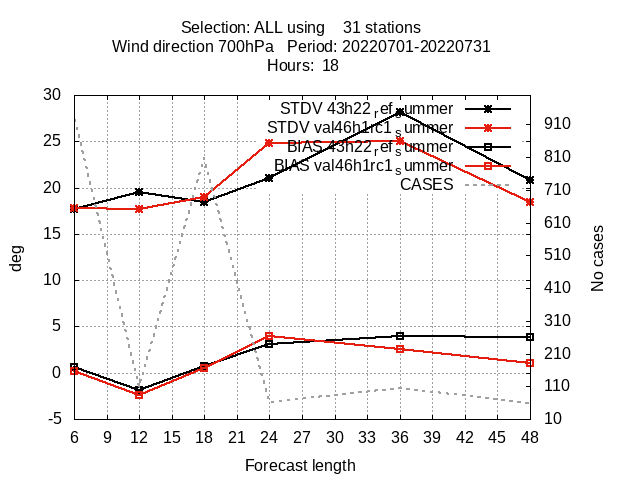 Selection: ALL using    31 stations
Wind direction 700hPa   Period: 20220701-20220731
Hours:  18
STDV 43h22_ref_summer
STDV val46h1rc1_summer
BIAS 43h22_ref_summer
BIAS val46h1rc1_summer
CASES
30
25
20
15
10
5
0
-5
deg
910
810
710
610
510
410
310
210
110
10
No cases
6 9 12 15 18 21 24 27 30 33 36 39 42 45 48
Forecast length